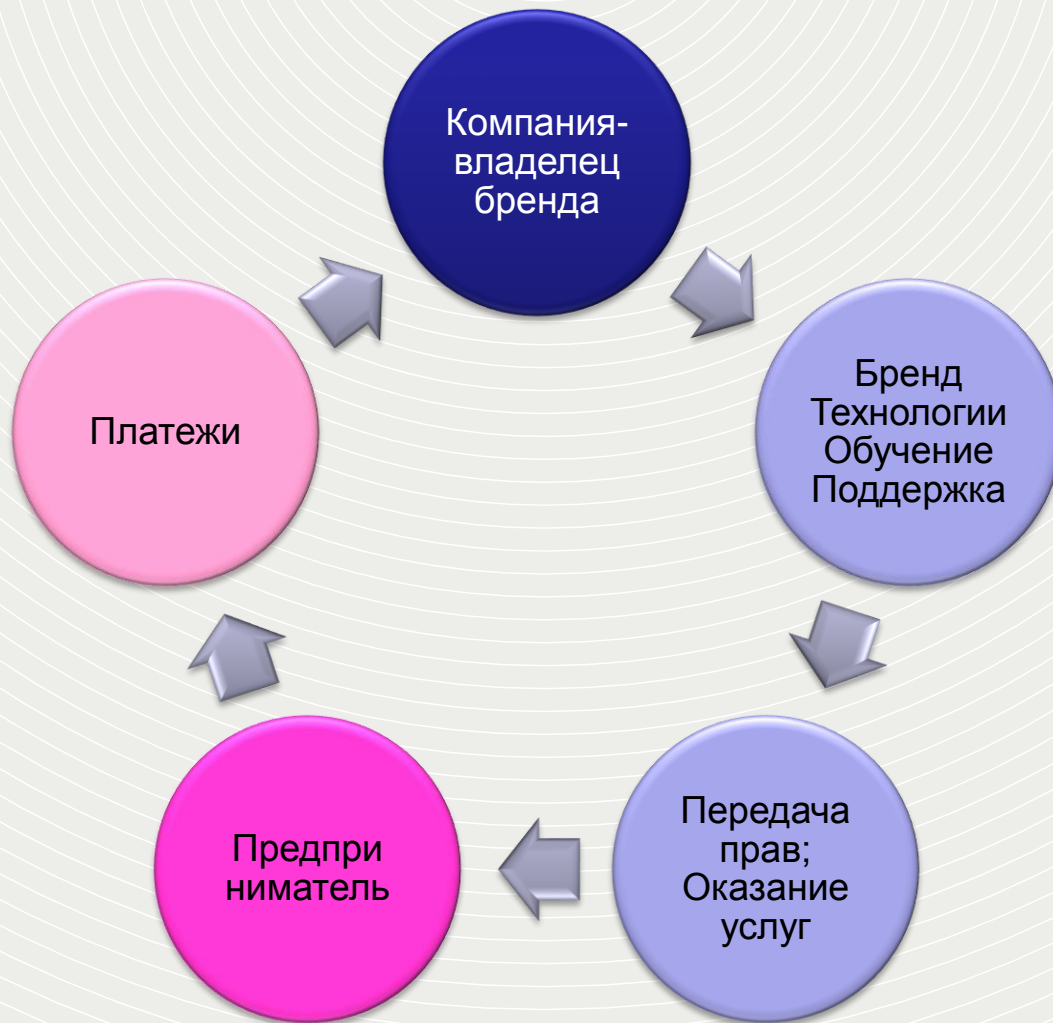 Компания-
владелец
бренда
Бренд
Технологии
Обучение
Поддержка
Передача
прав;
Оказание
услуг
Предпри
ниматель
Платежи